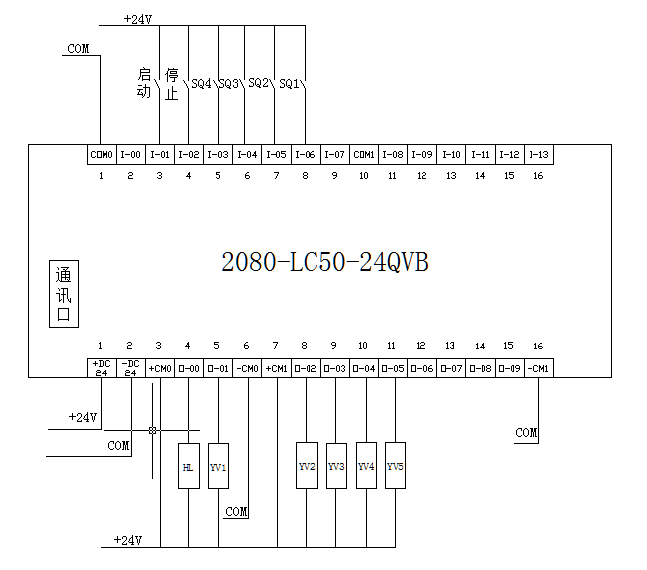 +24V
COM
启动 停止 SQ4 SQ3 SQ2 SQ1
COM0 I-00 I-01 I-02 I-03 I-04 I-05 I-06 I-07 COM1 I-08 I-09 I-10 I-11 I-12 I-13
1 2 3 4 5 6 7 8 9 10 11 12 13 14 15 16
2080-LC50-24QVB
通讯口
1 2 3 4 5 6 7 8 9 10 11 12 13 14 15 16
+DC24 -DC24 +CM0 O-00 O-01 -CM0 +CM1 O-02 O-03 O-04 O-05 O-06 O-07 O-08 O-09 -CM1
+24V
COM
COM
HL YV1 YV2 YV3 YV4 YV5
COM
+24V